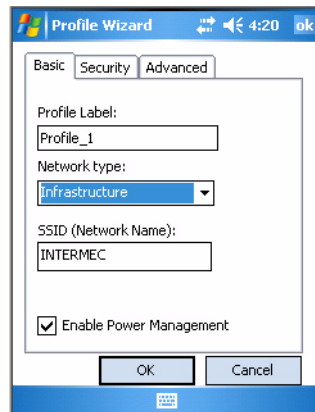 Profile Wizard 4:20 ok
Basic Security Advanced
Profile Label:
Profile_1
Network type:
Infrastructure
SSID (Network Name):
INTERMEC
Enable Power Management
OK Cancel